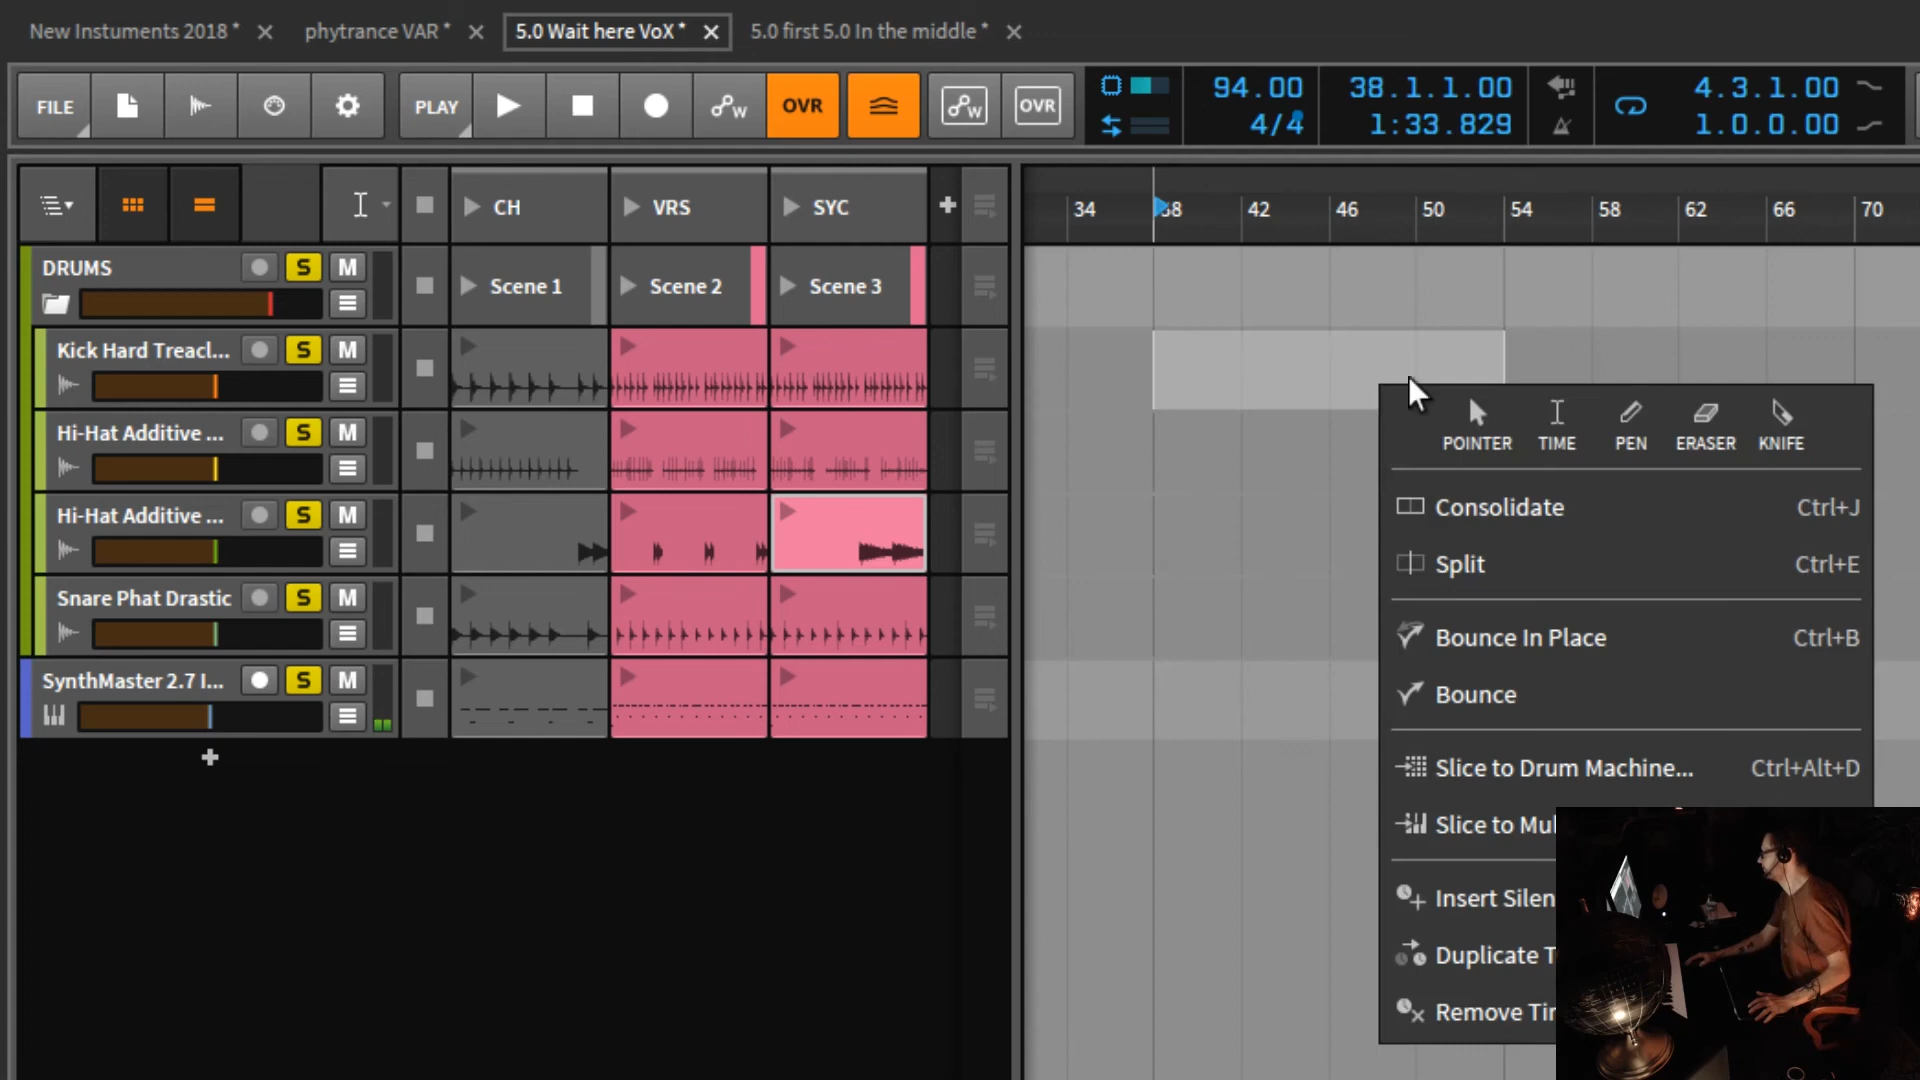 New Instuments 2018 *
phytrance VAR *
5.0 Wait here VoX *
5.0 first 5.0 In the middle *
FILE
PLAY
OVR
OVR
94.00
4/4
38.1.1.00
1:33.829
4.3.1.00
1.0.0.00
CH
VRS
SYC
34
38
42
46
50
54
58
62
66
70
DRUMS
S
M
Scene 1
Scene 2
Scene 3
Kick Hard Treacl...
S
M
Hi-Hat Additive ...
S
M
Hi-Hat Additive ...
S
M
Snare Phat Drastic
S
M
SynthMaster 2.7 I...
S
M
POINTER
TIME
PEN
ERASER
KNIFE
Consolidate Ctrl+J
Split Ctrl+E
Bounce In Place Ctrl+B
Bounce
Slice to Drum Machine... Ctrl+Alt+D
Slice to Mul
Insert Silen
Duplicate T
Remove Tir